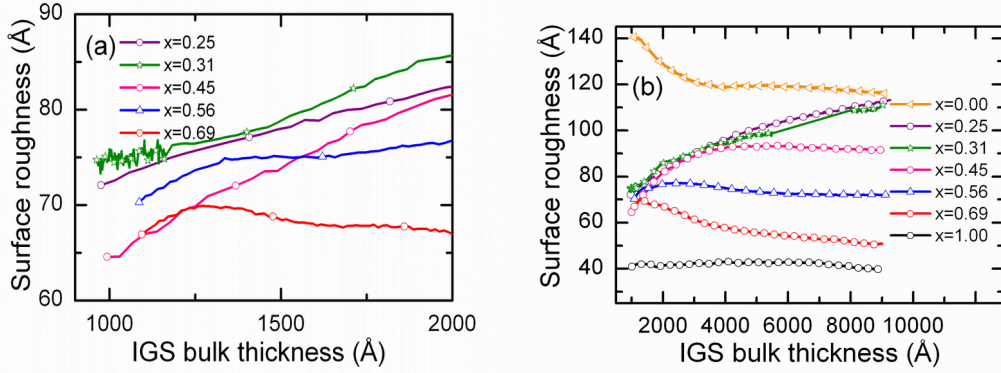 90
80
70
60
Surface roughness (Å)
(a)
x=0.25
x=0.31
x=0.45
x=0.56
x=0.69
1000
1500
2000
IGS bulk thickness (Å)
140
120
100
80
60
40
Surface roughness (Å)
(b)
x=0.00
x=0.25
x=0.31
x=0.45
x=0.56
x=0.69
x=1.00
2000
4000
6000
8000
10000
IGS bulk thickness (Å)